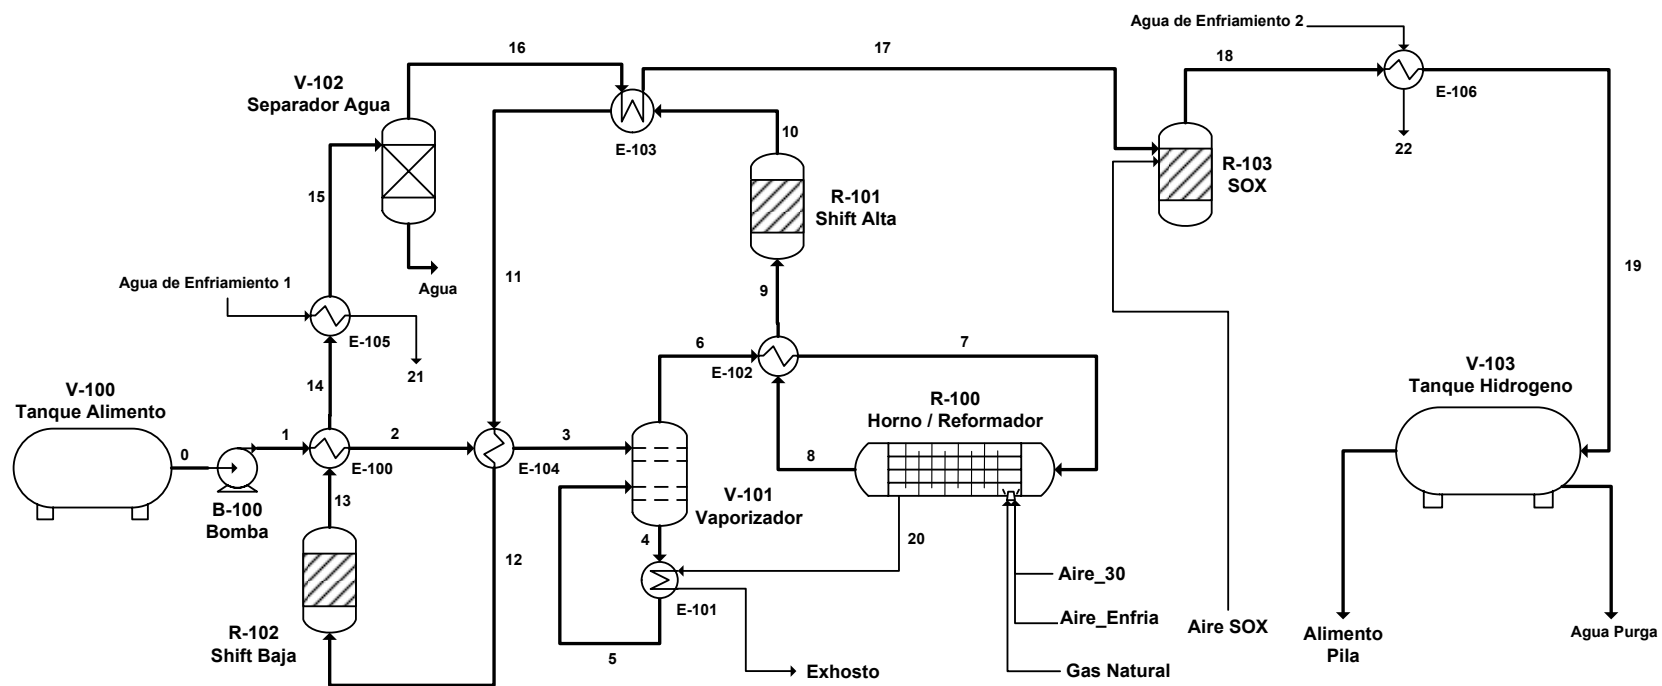 Agua de Enfriamiento 2
16
17
18
V-102
Separador Agua
E-106
E-103
10
22
R-103
SOX
15
R-101
Shift Alta
19
Agua de Enfriamiento 1
Agua
11
9
E-105
6
7
E-102
21
14
V-100
Tanque Alimento
R-100
Horno / Reformador
V-103
Tanque Hidrogeno
0
1
2
3
E-100
E-104
8
B-100
Bomba
13
V-101
Vaporizador
4
20
12
Aire_30
E-101
Aire_Enfria
Aire SOX
R-102
Shift Baja
5
Exhosto
Gas Natural
Alimento
Pila
Agua Purga